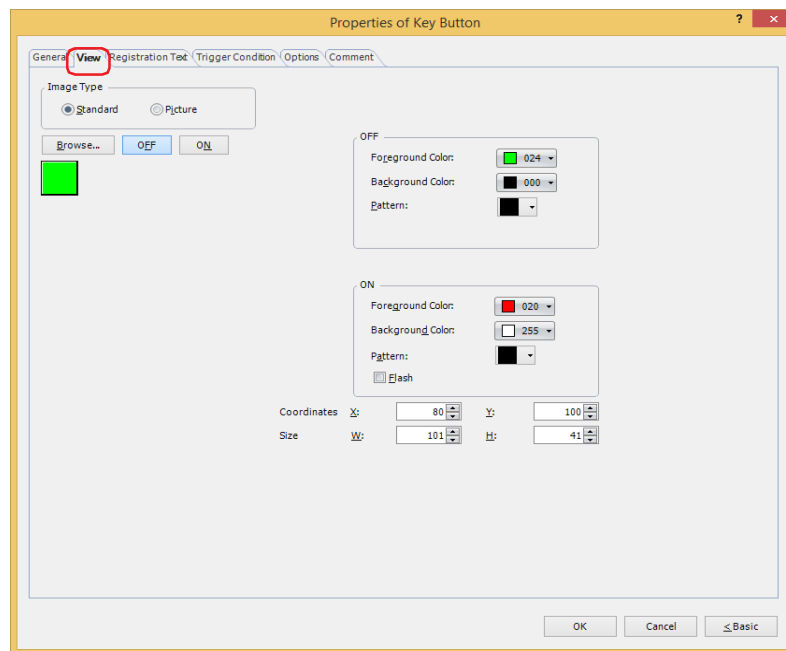 Properties of Key Button
?
General View Registration Text Trigger Condition Options Comment
Image Type
Standard Picture
Browse... OFF ON
OFF
Foreground Color: 024
Background Color: 000
Pattern:
ON
Foreground Color: 020
Background Color: 255
Pattern:
Flash
Coordinates X: 80 Y: 100
Size W: 101 H: 41
OK Cancel < Basic